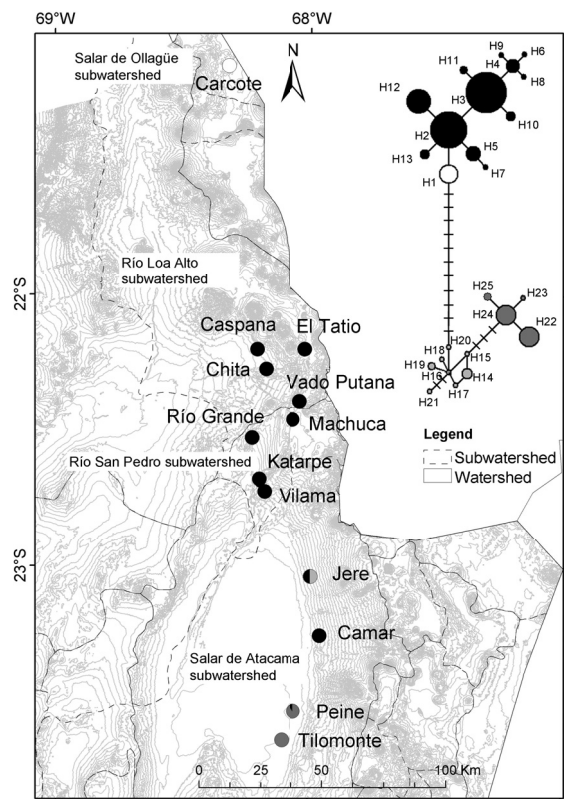 69°W
68°W
Salar de Ollagüe
subwatershed
Carcote
N
H9
H6
H11
H4
H8
H12
H3
H10
H2
H5
H13
H7
H1
Río Loa Alto
subwatershed
22°S
H25
H23
H24
H22
Caspana
El Tatio
H20
H18
H15
H19
H14
H16
H17
H21
Chita
Vado Putana
Río Grande
Machuca
Legend
Subwatershed
Watershed
Río San Pedro subwatershed
Katarpe
Vilama
23°S
Jere
Camar
Salar de Atacama
subwatershed
Peine
Tilomonte
0 25 50 100 Km